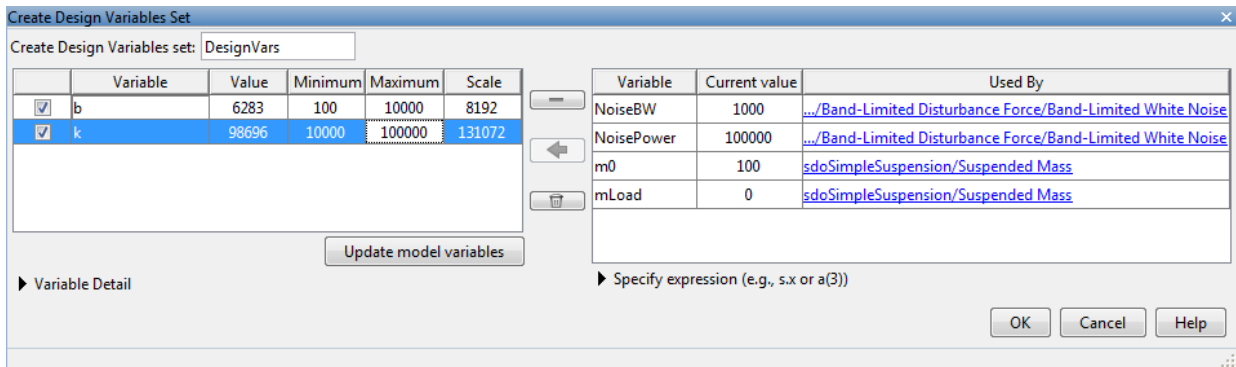 Create Design Variables Set
Create Design Variables set: DesignVars
Variable Value Minimum Maximum Scale
b 6283 100 10000 8192
k 98696 10000 100000 131072
Update model variables
Variable Detail
Variable Current value Used By
NoiseBW 1000 .../Band-Limited Disturbance Force/Band-Limited White Noise
NoisePower 100000 .../Band-Limited Disturbance Force/Band-Limited White Noise
m0 100 sdoSimpleSuspension/Suspended Mass
mLoad 0 sdoSimpleSuspension/Suspended Mass
Specify expression (e.g., s.x or a(3))
OK Cancel Help